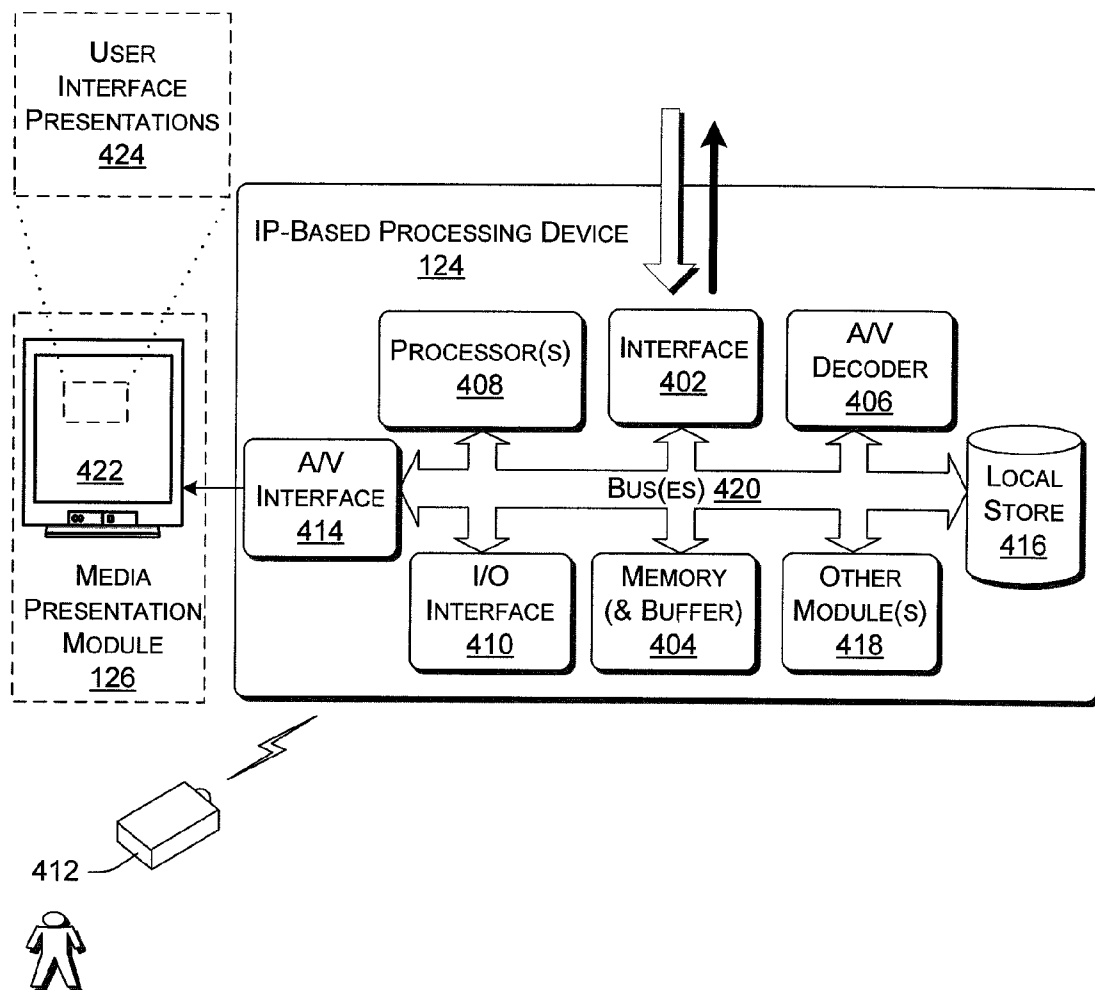 USER
INTERFACE
PRESENTATIONS
424
IP-BASED PROCESSING DEVICE
124
PROCESSOR(S)
408
INTERFACE
402
A/V
DECODER
406
422
A/V
INTERFACE
414
BUS(ES) 420
LOCAL
STORE
416
MEDIA
PRESENTATION
MODULE
126
I/O
INTERFACE
410
MEMORY
(& BUFFER)
404
OTHER
MODULE(S)
418
412